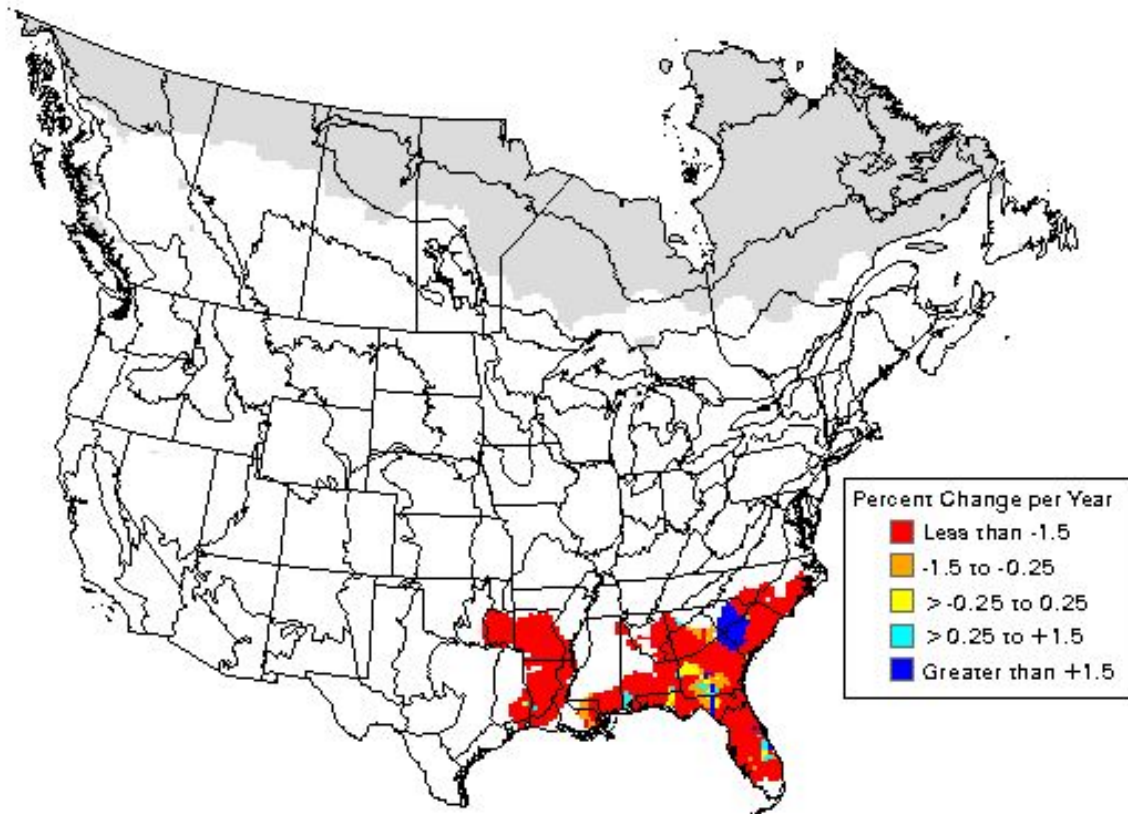 Percent Change per Year
Less than -1.5
-1.5 to -0.25
> -0.25 to 0.25
> 0.25 to +1.5
Greater than +1.5